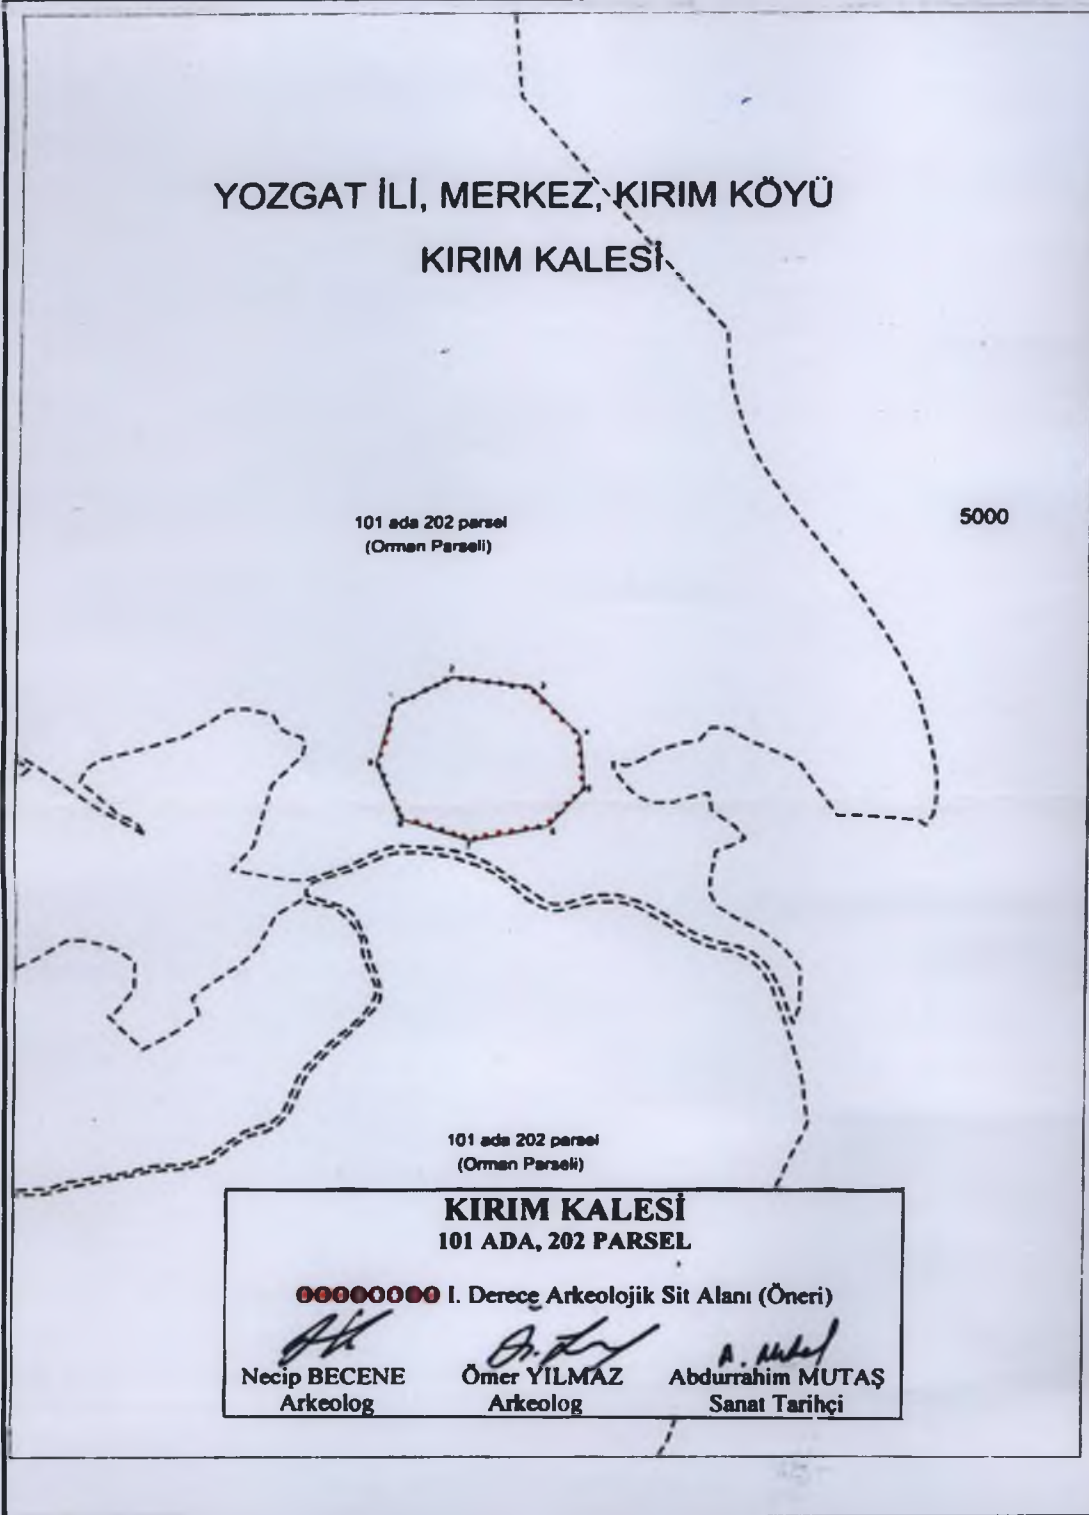 YOZGAT İLİ, MERKEZ, KIRIM KÖYÜ
KIRIM KALESİ
101 ada 202 parsel
(Orman Parseli)
5000
101 ada 202 parsel
(Orman Parseli)
KIRIM KALESİ
101 ADA, 202 PARSEL
I. Derece Arkeolojik Sit Alanı (Öneri)
Necip BECENE
Arkeolog
Ömer YILMAZ
Arkeolog
Abdurrahim MUTAŞ
Sanat Tarihçi